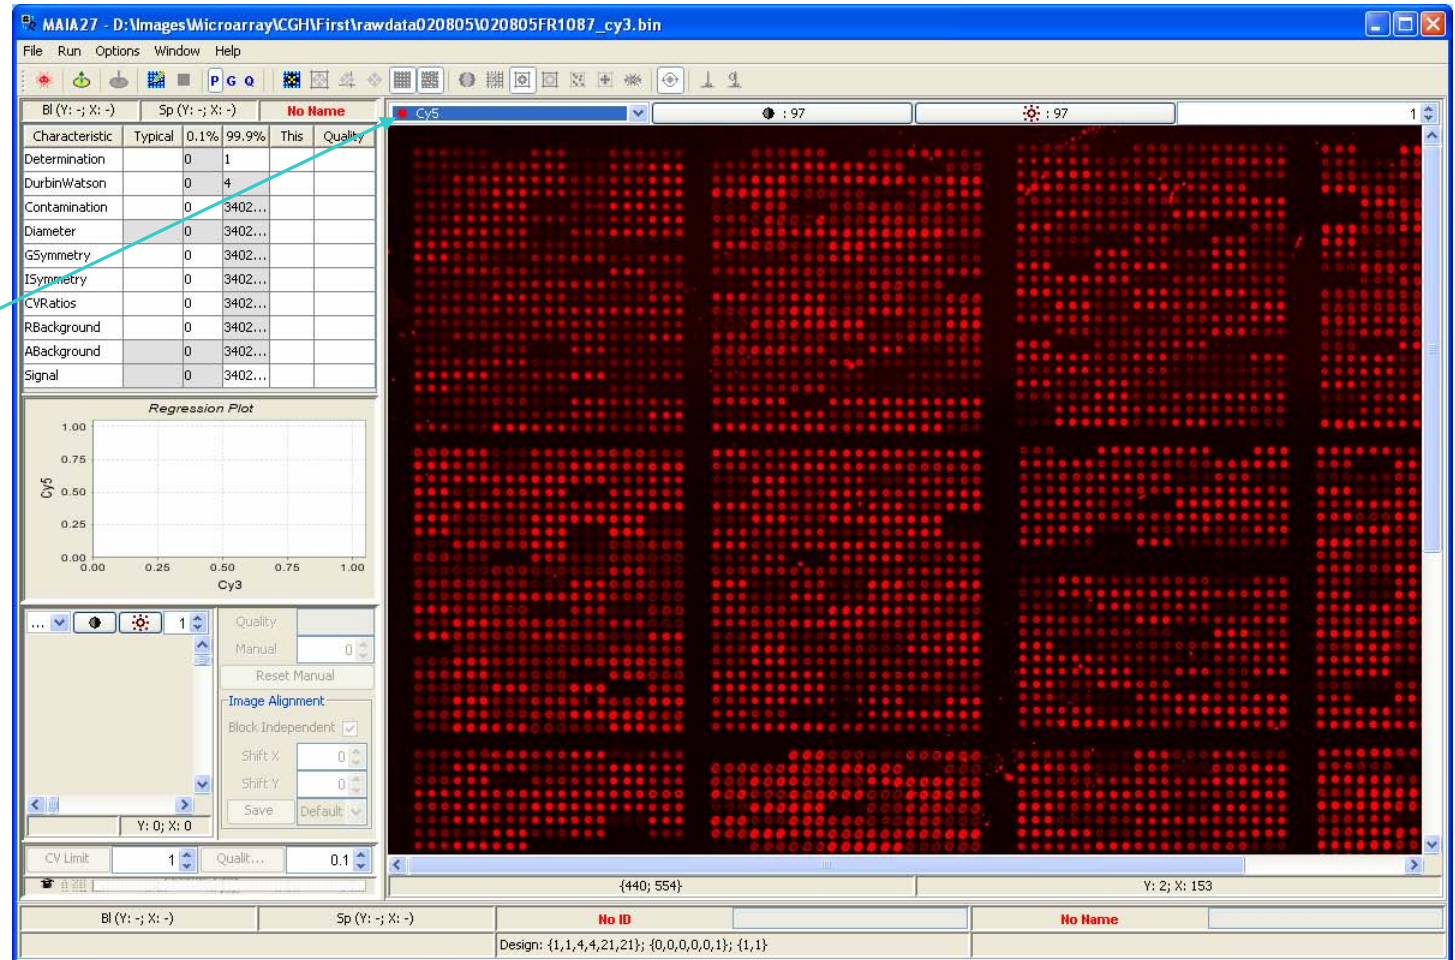 MAIA27 - D:\Images\Microarray\CGH\First\rawdata020805\020805FR1087_cy3.bin
File Run Options Window Help
P G Q
Bl (Y: -; X: -) Sp (Y: -; X: -) No Name
Cy5 : 97 : 97 1
Characteristic Typical 0.1% 99.9% This Quality
Determination 0 1
DurbinWatson 0 4
Contamination 0 3402...
Diameter 0 3402...
GSymmetry 0 3402...
ISymmetry 0 3402...
CVRatios 0 3402...
RBackground 0 3402...
ABackground 0 3402...
Signal 0 3402...
Regression Plot
1.00
0.75
0.50
0.25
0.00
Cy5
0.00 0.25 0.50 0.75 1.00
Cy3
... 1
Quality
Manual 0
Reset Manual
Image Alignment
Block Independent
Shift X 0
Shift Y 0
Save Default
Y: 0; X: 0
CV Limit 1 Qualit... 0.1
{440; 554} Y: 2; X: 153
Bl (Y: -; X: -) Sp (Y: -; X: -) No ID No Name
Design: {1,1,4,4,21,21}; {0,0,0,0,0,1}; {1,1}